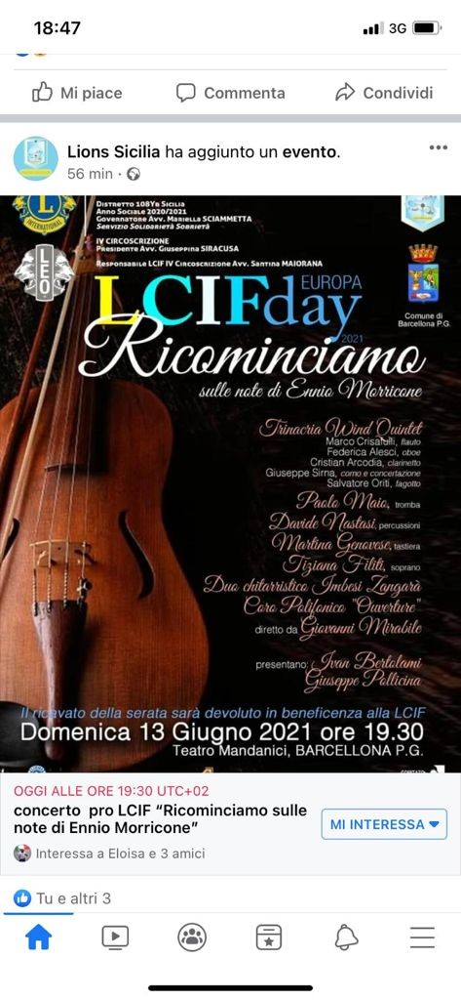 18:47
3G
Mi piace
Commenta
Condividi
Lions Sicilia ha aggiunto un evento.
56 min ·
L
INTERNATIONAL
LEO
Distretto 108Yb Sicilia
Anno Sociale 2020/2021
Governatore Avv. Mariella SCIAMMETTA
Servizio Solidarietà Sobrietà
IV CIRCOSCRIZIONE
Presidente Avv. Giuseppina SIRACUSA
Responsabile LCIF IV Circoscrizione Avv. Santina MAIORANA
Comune di
Barcellona P.G.
EUROPA
LCIFday
2021
Ricominciamo
sulle note di Ennio Morricone
Trinacria Wind Quintet
Marco Crisafulli, flauto
Federica Alesci, oboe
Cristian Arcodia, clarinetto
Giuseppe Sirna, corno e concertazione
Salvatore Oriti, fagotto
Paolo Maio, tromba
Davide Nastasi, percussioni
Martina Genovese, tastiera
Tiziana Filiti, soprano
Duo chitarristico Imbesi Zangarà
Coro Polifonico "Ouverture"
diretto da Giovanni Mirabile
presentano: Ivan Bertolami
Giuseppe Pollicina
Il ricavato della serata sarà devoluto in beneficenza alla LCIF
Domenica 13 Giugno 2021 ore 19.30
Teatro Mandanici, BARCELLONA P.G.
OGGI ALLE ORE 19:30 UTC+02
concerto pro LCIF “Ricominciamo sulle
note di Ennio Morricone”
MI INTERESSA
Interessa a Eloisa e 3 amici
Tu e altri 3